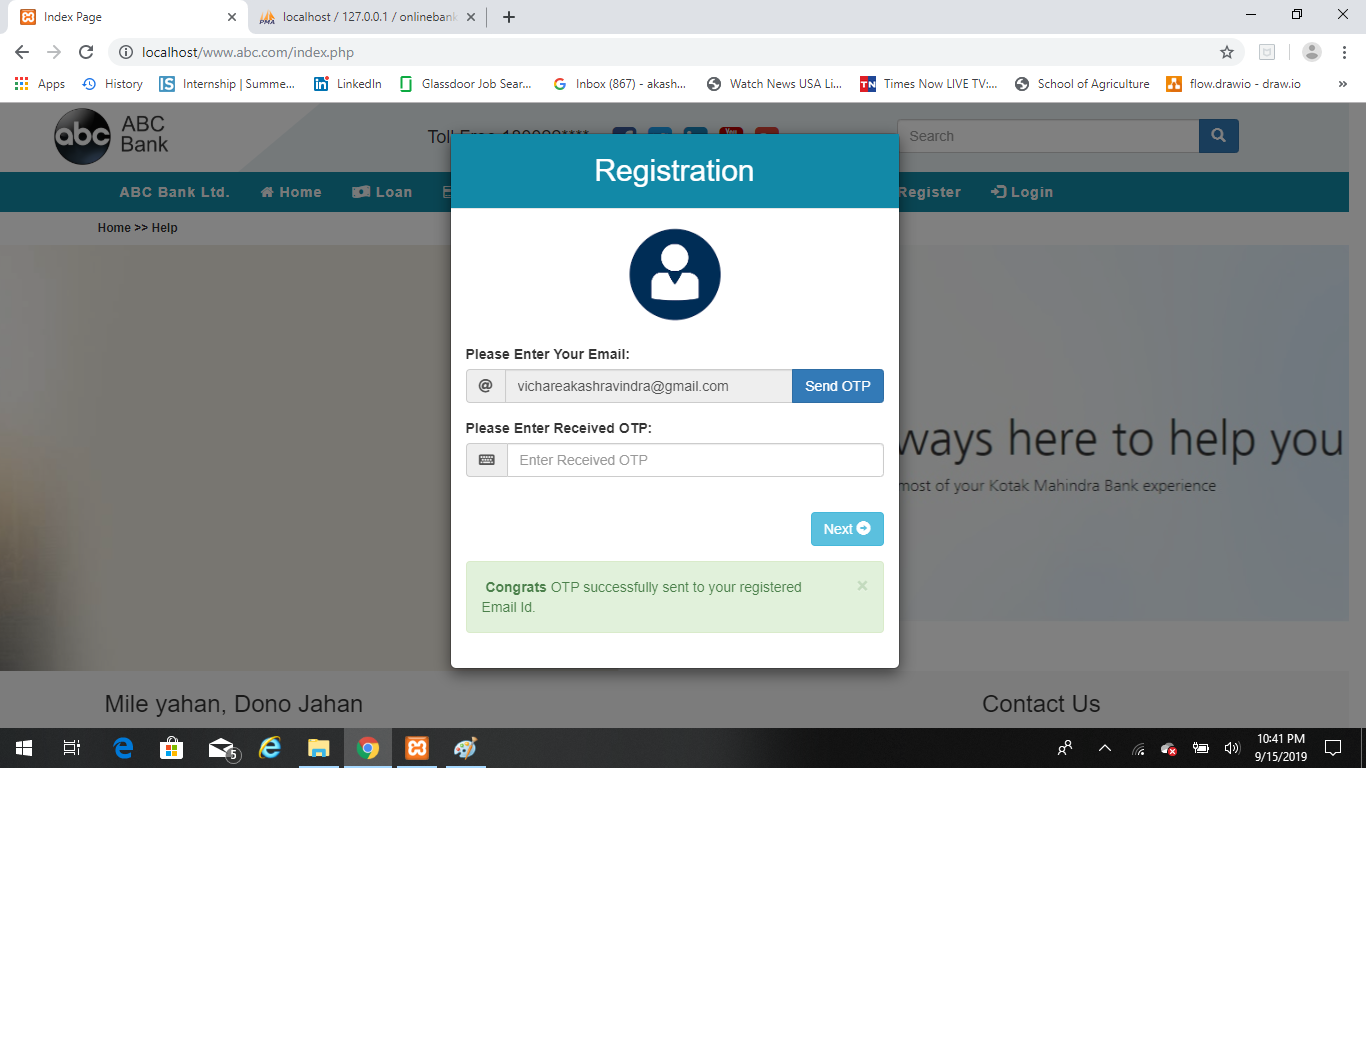 Index Page
localhost / 127.0.0.1 / onlinebank
localhost/www.abc.com/index.php
Apps
History
Internship | Summe...
LinkedIn
Glassdoor Job Sear...
Inbox (867) - akash...
Watch News USA Li...
Times Now LIVE TV:...
School of Agriculture
flow.drawio - draw.io
»
abc
ABC
Bank
Search
ABC Bank Ltd.
Home
Loan
Register
Login
Home >> Help
Registration
Please Enter Your Email:
@ vichareakashravindra@gmail.com
Send OTP
Please Enter Received OTP:
Enter Received OTP
Next
Congrats OTP successfully sent to your registered
Email Id.
ways here to help you
most of your Kotak Mahindra Bank experience
Mile yahan, Dono Jahan
Contact Us
5
10:41 PM
9/15/2019